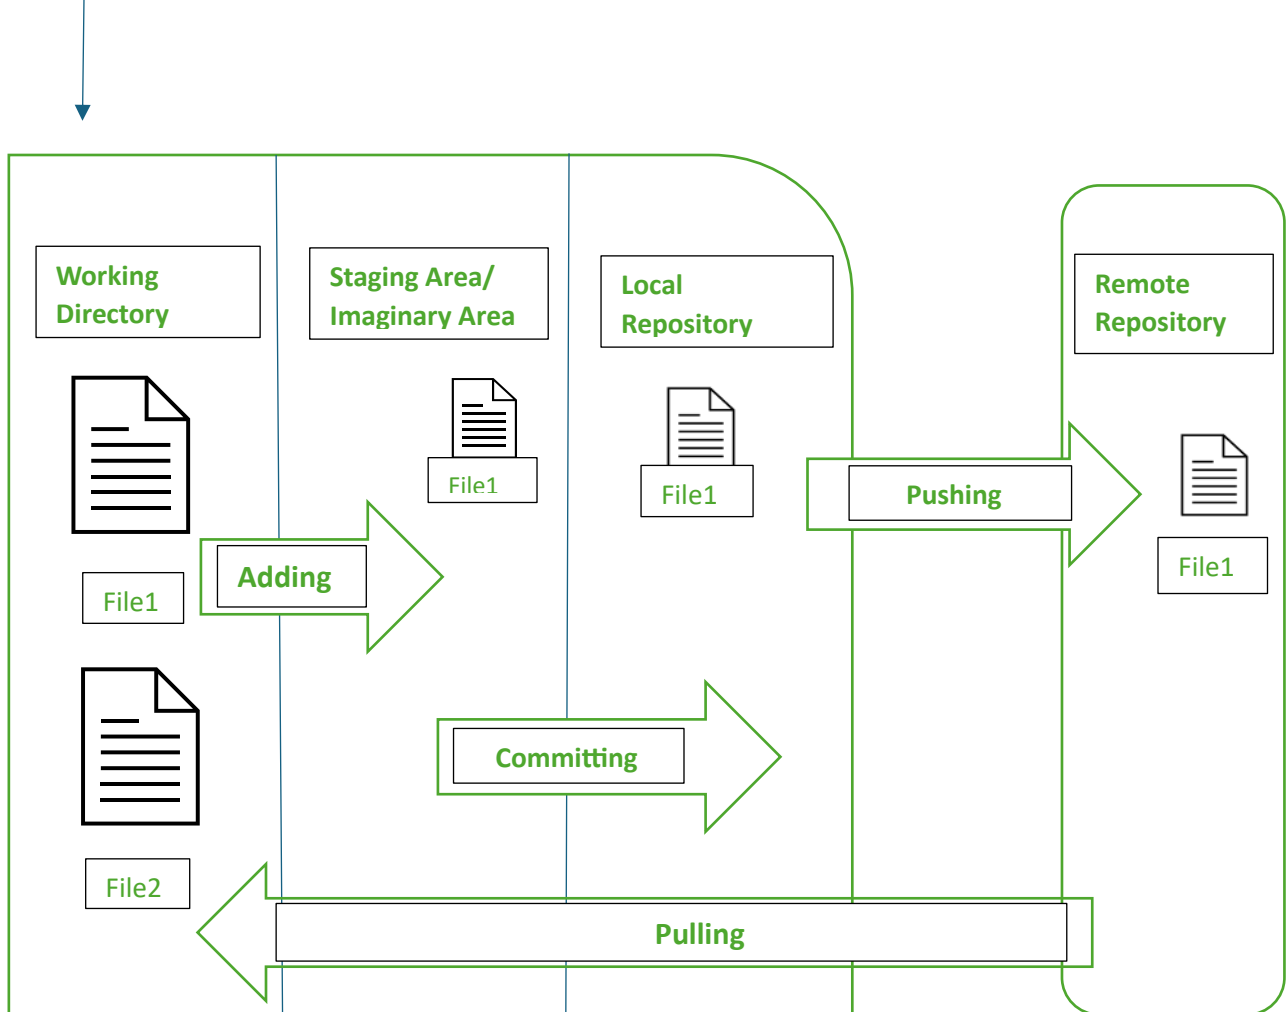 Working
Directory
Staging Area/
Imaginary Area
Local
Repository
Remote
Repository
File1
File1
Pushing
File1
Adding
File1
Committing
File2
Pulling